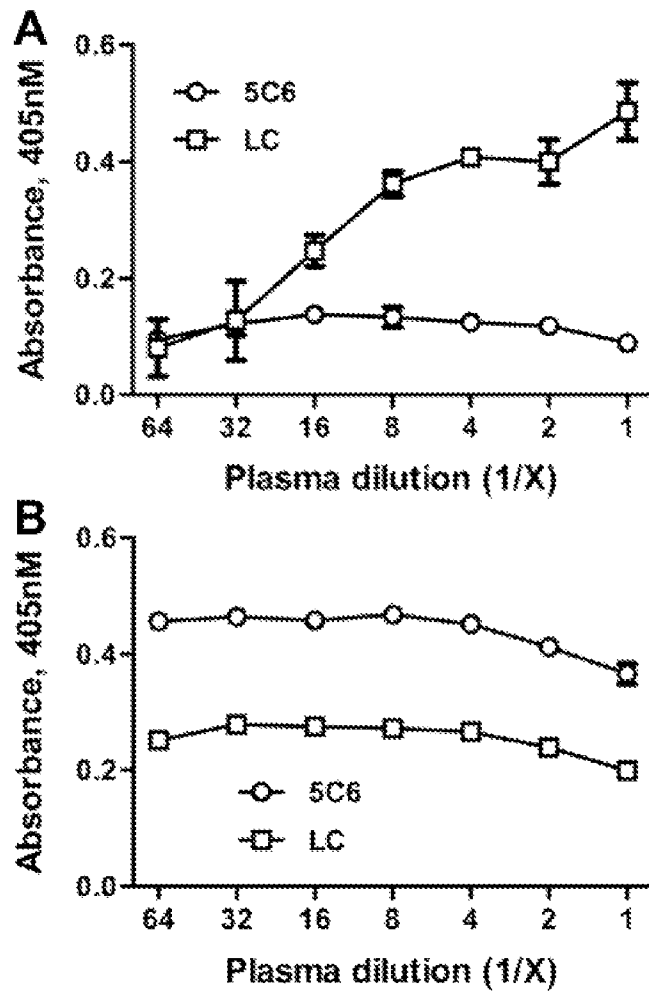 A
0.6
0.4
0.2
0.0
Absorbance, 405nM
5C6
LC
64 32 16 8 4 2 1
Plasma dilution (1/X)
B
0.6
0.4
0.2
0.0
Absorbance, 405nM
5C6
LC
64 32 16 8 4 2 1
Plasma dilution (1/X)